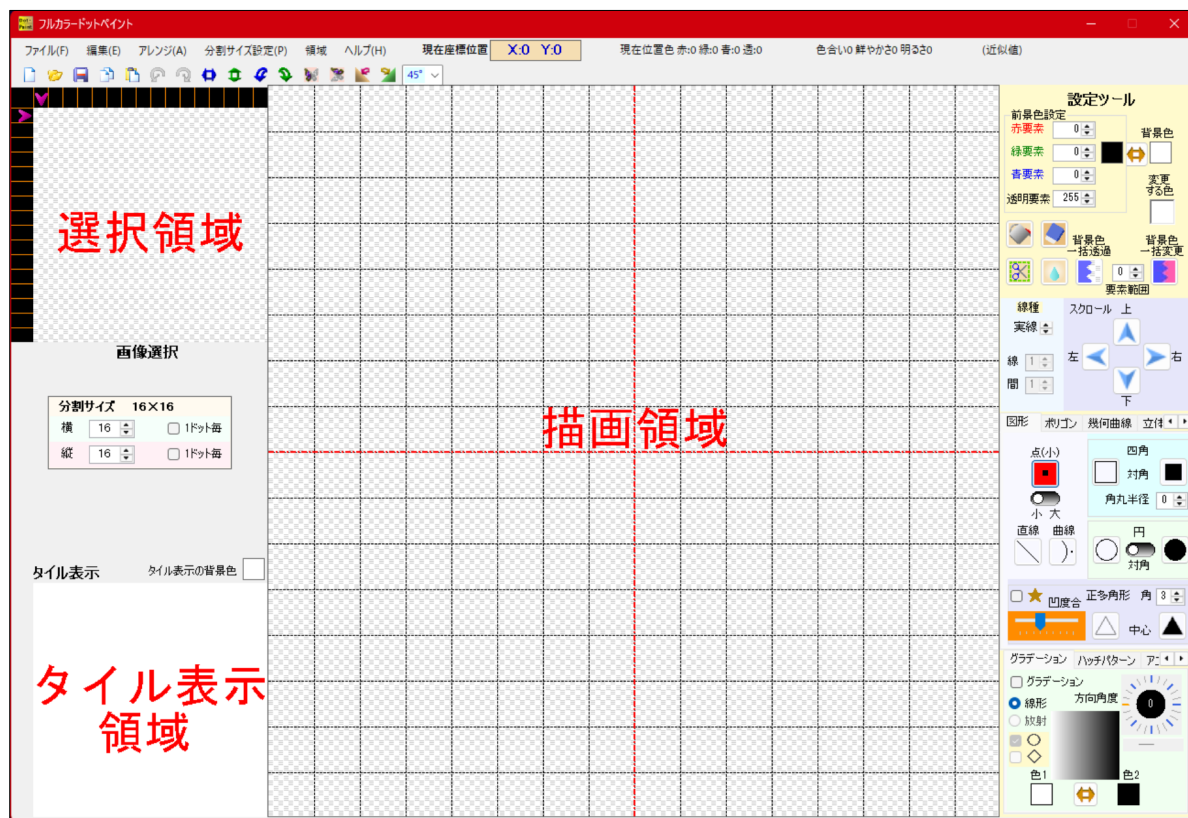 フルカラードットペイント
ファイル(F) 編集(E) アレンジ(A) 分割サイズ設定(P) 領域 ヘルプ(H) 現在座標位置 X:0 Y:0 現在位置色 赤:0 緑:0 青:0 透:0 色合い0 鮮やかさ0 明るさ0 (近似値)
45°
選択領域
画像選択
分割サイズ 16×16
横 16 1ドット毎
縦 16 1ドット毎
タイル表示 タイル表示の背景色
タイル表示
領域
描画領域
設定ツール
前景色設定
赤要素 0
緑要素 0
青要素 0
透明要素 255
背景色
変更
する色
背景色
一括透過
背景色
一括変更
0
要素範囲
線種
実線
線 1
間 1
スクロール 上
左 右
下
図形 ポリゴン 幾何曲線 立体
点(小)
小 大
直線 曲線
四角
対角
角丸半径 0
円
対角
凹度合 正多角形 角 3
中心
グラデーション ハッチパターン
グラデーション
線形 方向角度 0
放射
色1 色2